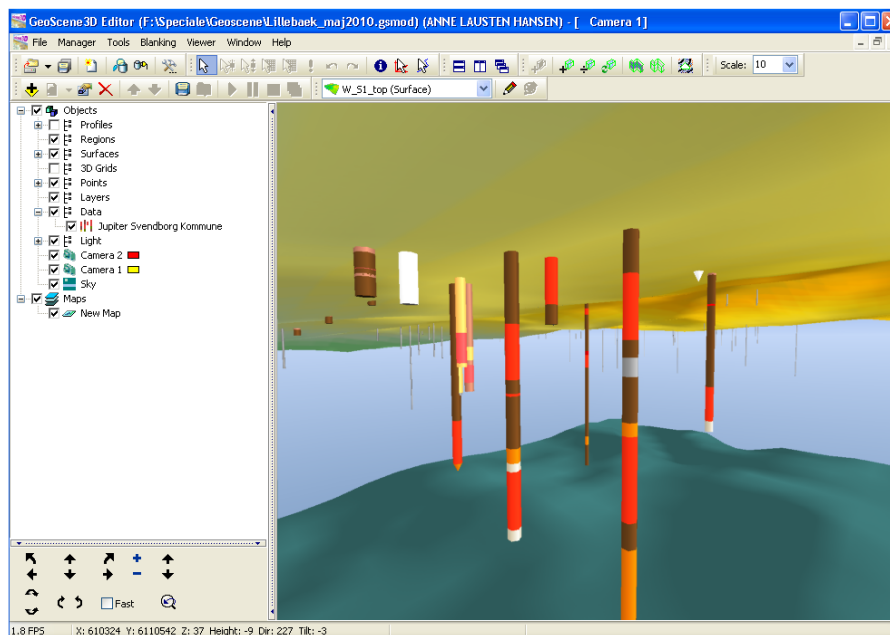 GeoScene3D Editor (F:\Speciale\Geoscene\Lillebaek_maj2010.gsmod) (ANNE LAUSTEN HANSEN) - [ Camera 1]
File Manager Tools Blanking Viewer Window Help
Scale: 10
W_S1_top (Surface)
Objects
Profiles
Regions
Surfaces
3D Grids
Points
Layers
Data
Jupiter Svendborg Kommune
Light
Camera 2
Camera 1
Sky
Maps
New Map
Fast
1.8 FPS X: 610324 Y: 6110542 Z: 37 Height: -9 Dir: 227 Tilt: -3